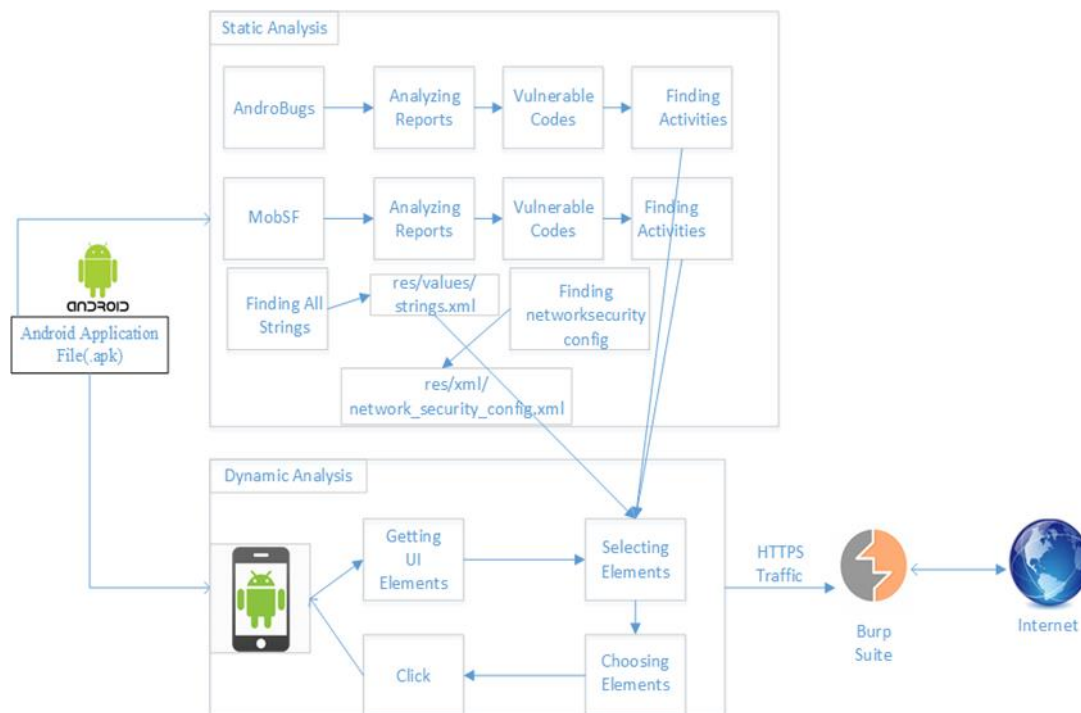 Static Analysis
AndroBugs
Analyzing
Reports
Vulnerable
Codes
Finding
Activities
MobSF
Analyzing
Reports
Vulnerable
Codes
Finding
Activities
Finding All
Strings
res/values/
strings.xml
Finding
networksecurity
config
res/xml/
network_security_config.xml
ANDROID
Android Application
File(.apk)
Dynamic Analysis
Getting
UI
Elements
Selecting
Elements
Click
Choosing
Elements
HTTPS
Traffic
Burp
Suite
Internet